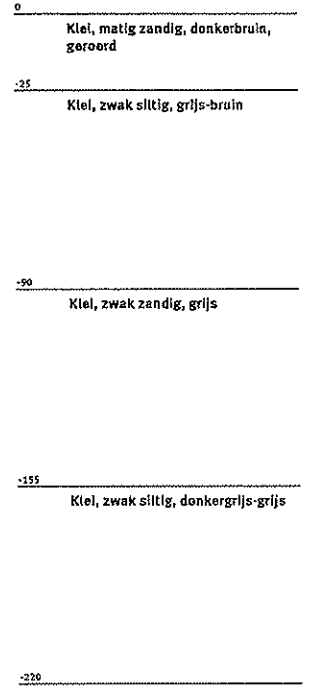 0
Klei, matig zandig, donkerbruin,
geroerd
-25
Klei, zwak siltig, grijs-bruin
-90
Klei, zwak zandig, grijs
-155
Klei, zwak siltig, donkergrijs-grijs
-220